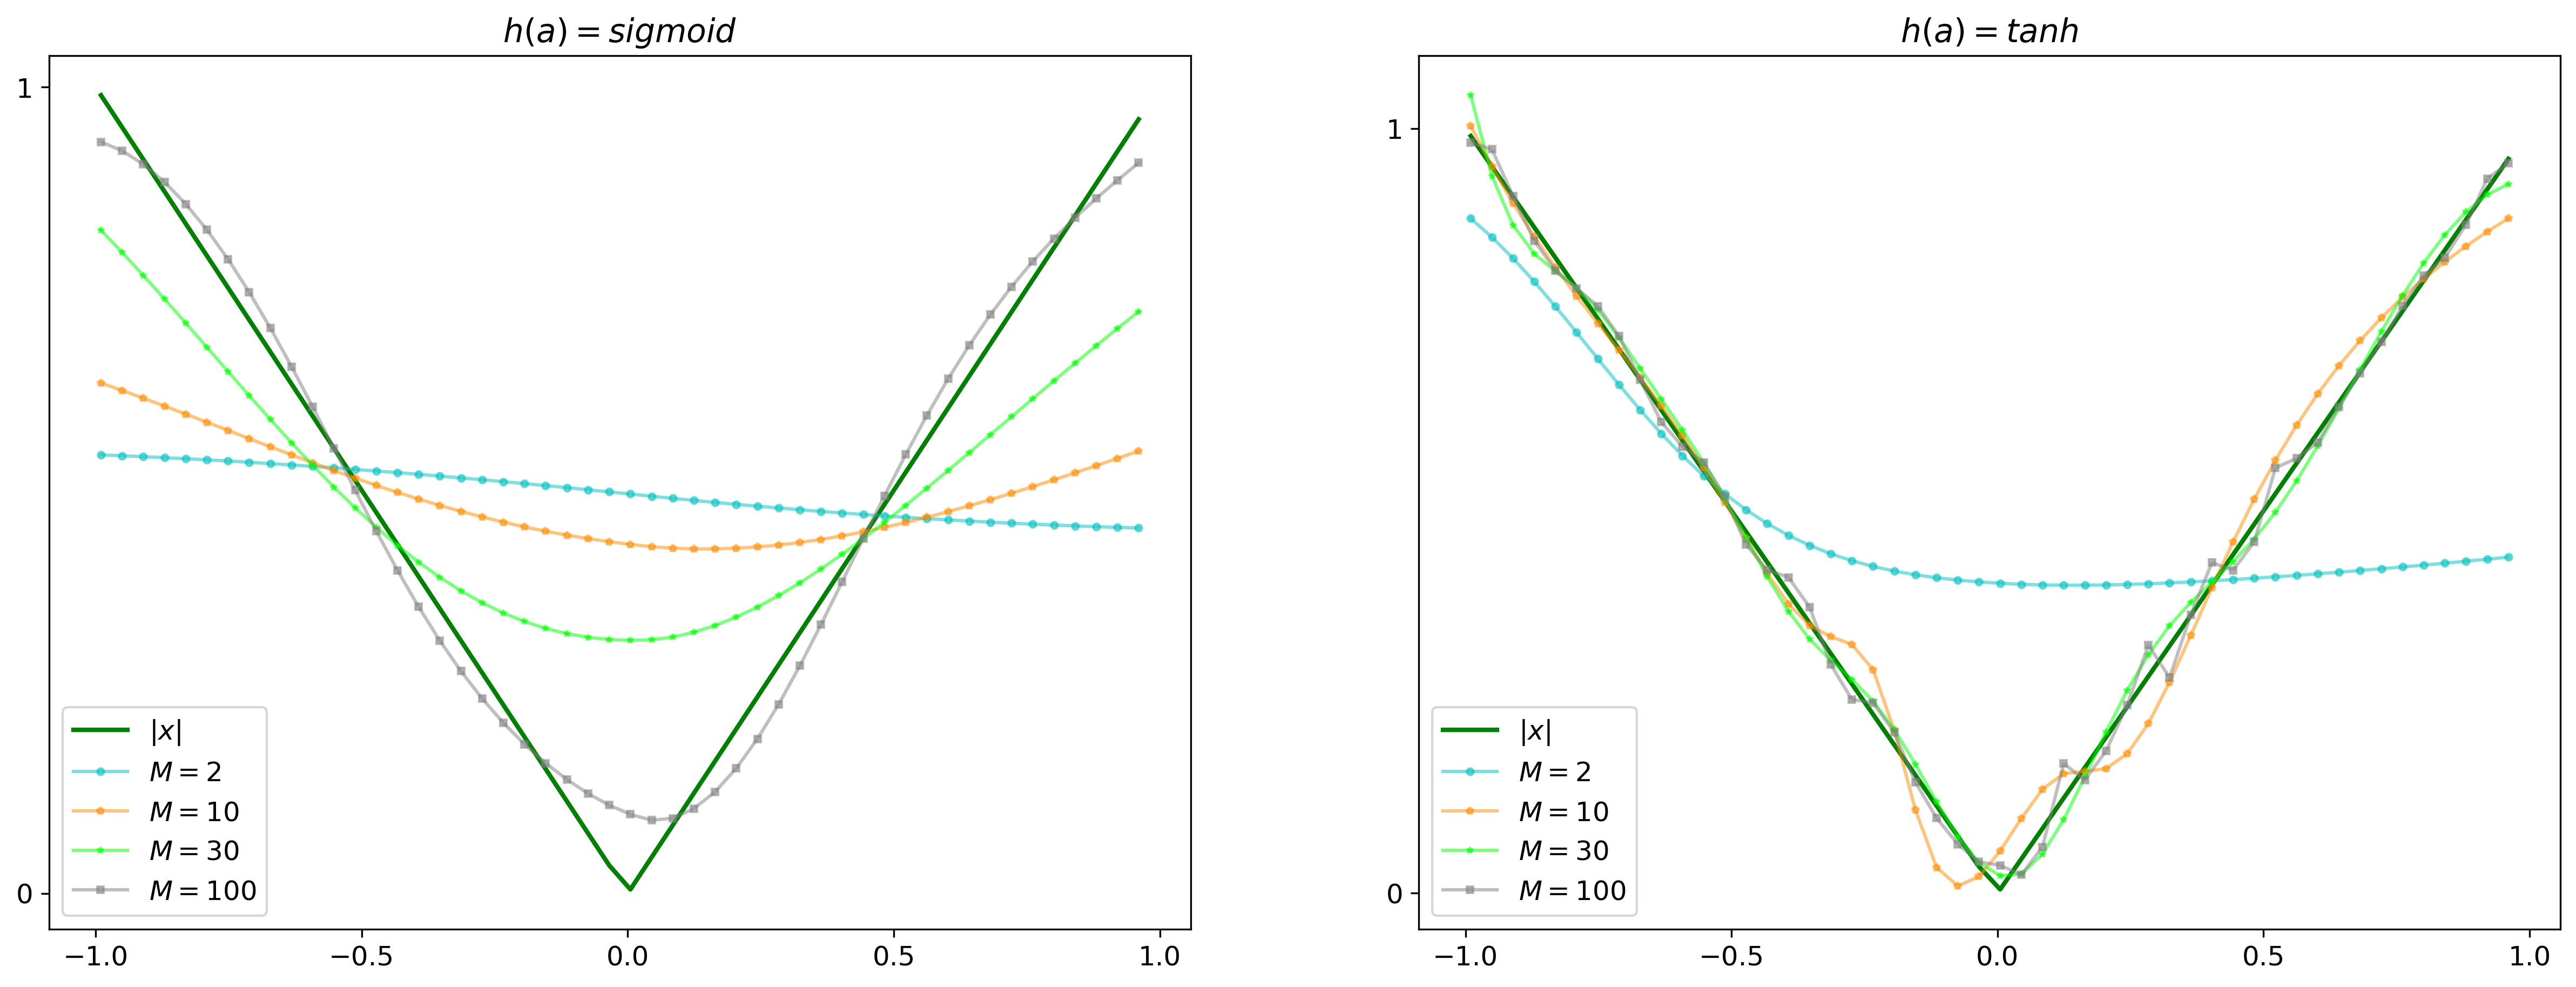 h(a) = sigmoid
1
0
−1.0 −0.5 0.0 0.5 1.0
|x|
M = 2
M = 10
M = 30
M = 100
h(a) = tanh
1
0
−1.0 −0.5 0.0 0.5 1.0
|x|
M = 2
M = 10
M = 30
M = 100